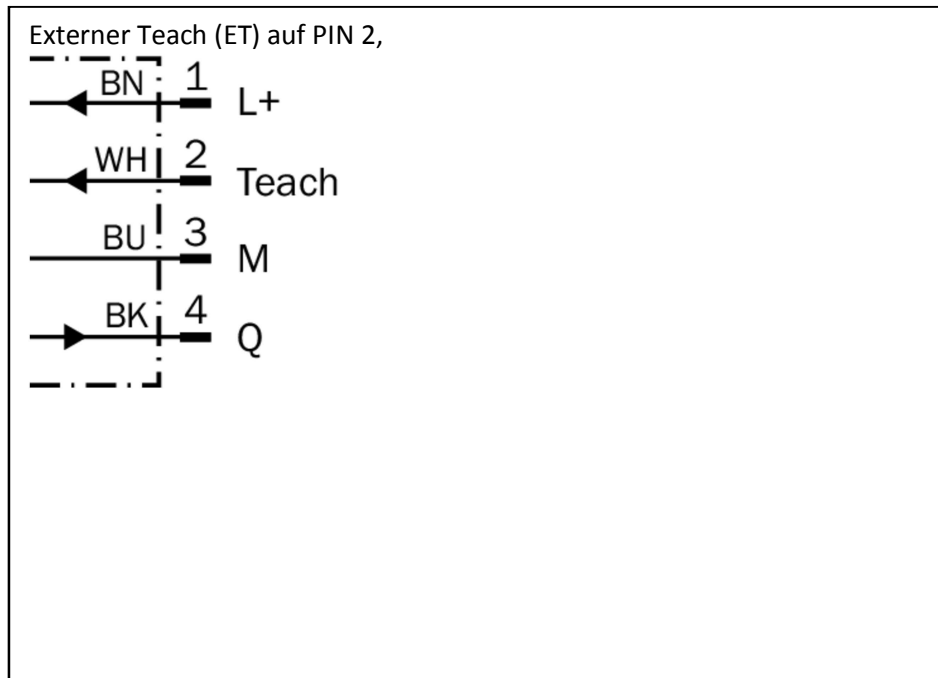 Externer Teach (ET) auf PIN 2,
BN 1 L+
WH 2 Teach
BU 3 M
BK 4 Q